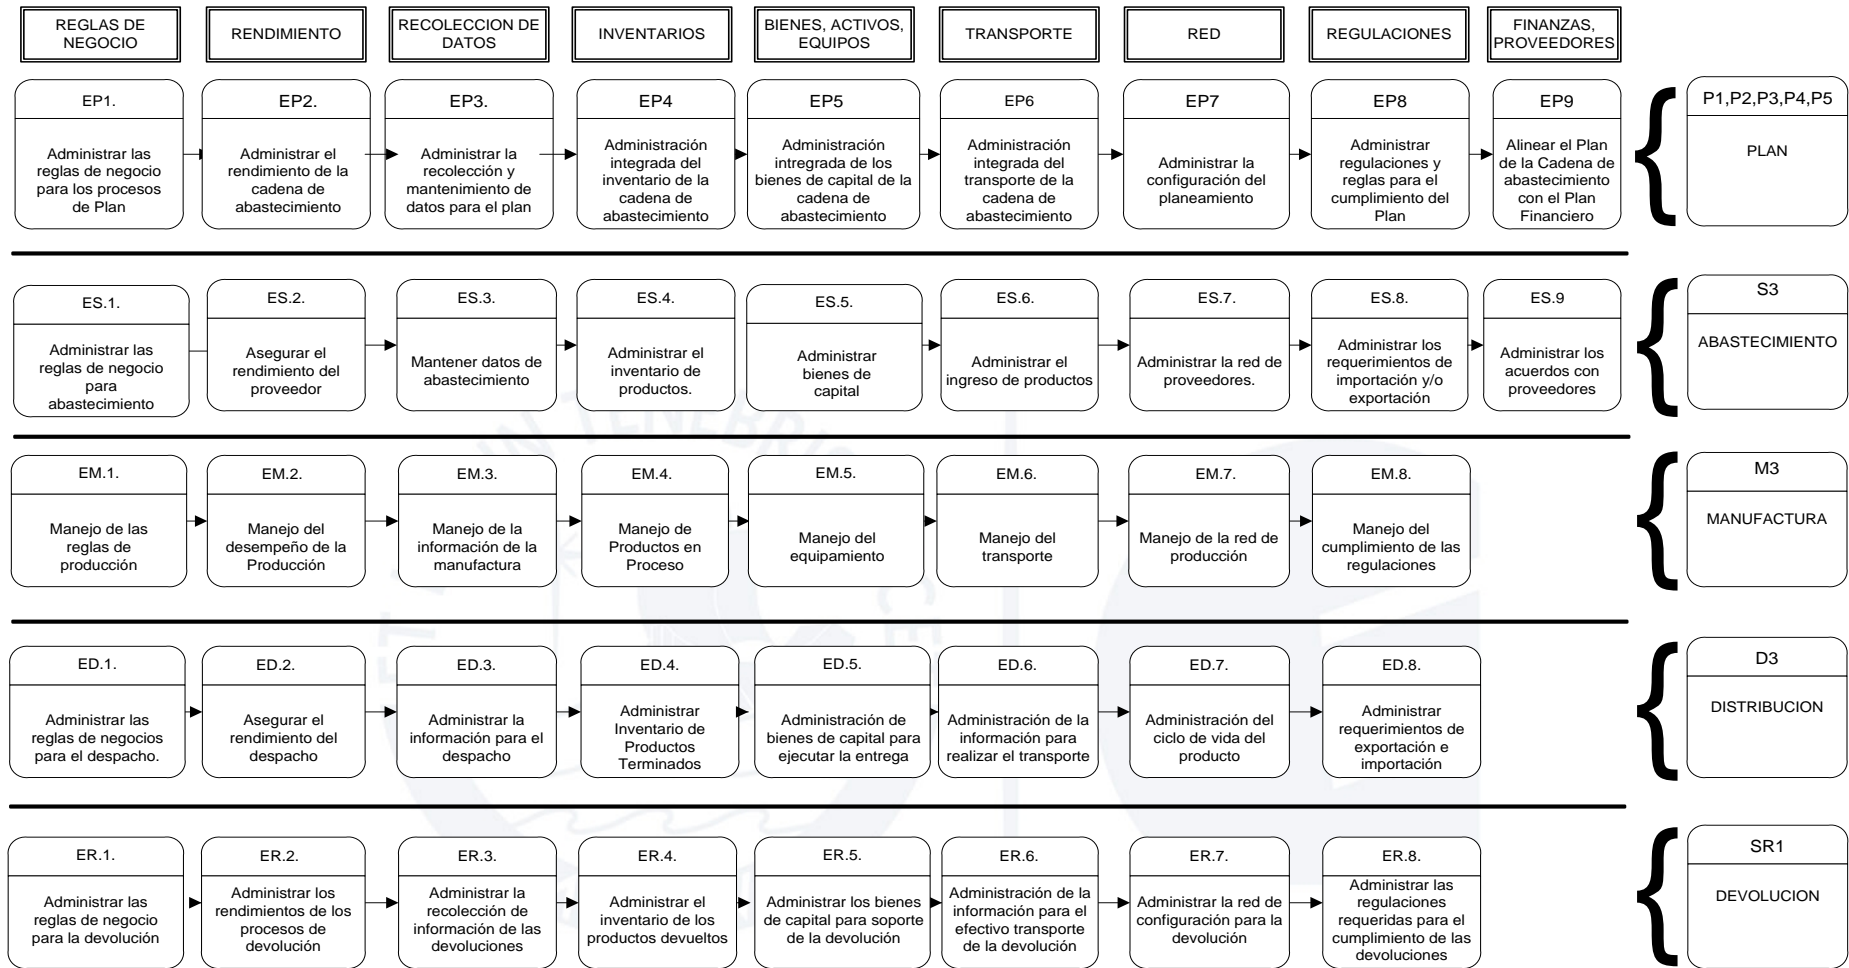 REGLAS DE
NEGOCIO
RENDIMIENTO
RECOLECCION DE
DATOS
INVENTARIOS
BIENES, ACTIVOS,
EQUIPOS
TRANSPORTE
RED
REGULACIONES
FINANZAS,
PROVEEDORES
EP1.
Administrar las
reglas de negocio
para los procesos
de Plan
EP2.
Administrar el
rendimiento de la
cadena de
abastecimiento
EP3.
Administrar la
recolección y
mantenimiento de
datos para el plan
EP4
Administración
integrada del
inventario de la
cadena de
abastecimiento
EP5
Administración
intregrada de los
bienes de capital de la
cadena de
abastecimiento
EP6
Administración
integrada del
transporte de la
cadena de
abastecimiento
EP7
Administrar la
configuración del
planeamiento
EP8
Administrar
regulaciones y
reglas para el
cumplimiento del
Plan
EP9
Alinear el Plan
de la Cadena de
abastecimiento
con el Plan
Financiero
P1,P2,P3,P4,P5
PLAN
ES.1.
Administrar las
reglas de negocio
para
abastecimiento
ES.2.
Asegurar el
rendimiento del
proveedor
ES.3.
Mantener datos de
abastecimiento
ES.4.
Administrar el
inventario de
productos.
ES.5.
Administrar
bienes de
capital
ES.6.
Administrar el
ingreso de productos
ES.7.
Administrar la red de
proveedores.
ES.8.
Administrar los
requerimientos de
importación y/o
exportación
ES.9
Administrar los
acuerdos con
proveedores
S3
ABASTECIMIENTO
EM.1.
Manejo de las
reglas de
producción
EM.2.
Manejo del
desempeño de la
Producción
EM.3.
Manejo de la
información de la
manufactura
EM.4.
Manejo de
Productos en
Proceso
EM.5.
Manejo del
equipamiento
EM.6.
Manejo del
transporte
EM.7.
Manejo de la red de
producción
EM.8.
Manejo del
cumplimiento de las
regulaciones
M3
MANUFACTURA
ED.1.
Administrar las
reglas de negocios
para el despacho.
ED.2.
Asegurar el
rendimiento del
despacho
ED.3.
Administrar la
información para el
despacho
ED.4.
Administrar
Inventario de
Productos
Terminados
ED.5.
Administración de
bienes de capital para
ejecutar la entrega
ED.6.
Administración de la
información para
realizar el transporte
ED.7.
Administración del
ciclo de vida del
producto
ED.8.
Administrar
requerimientos de
exportación e
importación
D3
DISTRIBUCION
ER.1.
Administrar las
reglas de negocio
para la devolución
ER.2.
Administrar los
rendimientos de los
procesos de
devolución
ER.3.
Administrar la
recolección de
información de las
devoluciones
ER.4.
Administrar el
inventario de los
productos devueltos
ER.5.
Administrar los bienes
de capital para soporte
de la devolución
ER.6.
Administración de la
información para el
efectivo transporte
de la devolución
ER.7.
Administrar la red de
configuración para la
devolución
ER.8.
Administrar las
regulaciones
requeridas para el
cumplimiento de las
devoluciones
SR1
DEVOLUCION